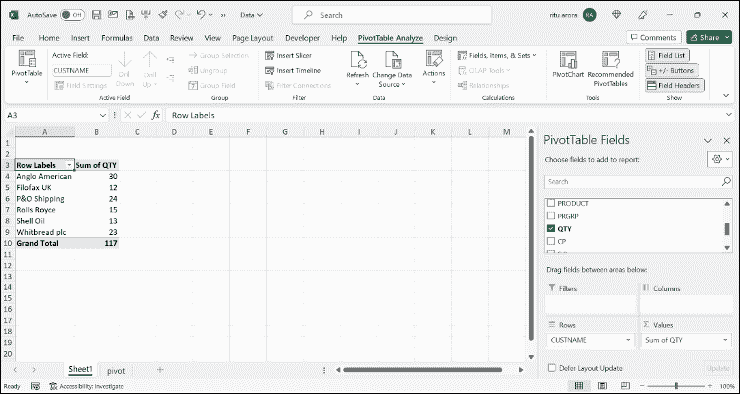 AutoSave Off Data Search ritu arora RA
File Home Insert Formulas Data Review View Page Layout Developer Help PivotTable Analyze Design Comments Share
PivotTable
Active Field:
CUSTNAME
Field Settings
Drill Down
Drill Up
Active Field
Group Selection
Ungroup
Group Field
Group
Insert Slicer
Insert Timeline
Filter Connections
Filter
Refresh
Change Data Source
Data
Actions
Fields, Items, & Sets
OLAP Tools
Relationships
Calculations
PivotChart
Recommended PivotTables
Tools
Field List
+/- Buttons
Field Headers
Show
A3 fx Row Labels
A B C D E F G H I J K L M
1
2
3 Row Labels Sum of QTY
4 Anglo American 30
5 Filofax UK 12
6 P&O Shipping 24
7 Rolls Royce 15
8 Shell Oil 13
9 Whitbread plc 23
10 Grand Total 117
11
12
13
14
15
16
17
18
19
20
PivotTable Fields
Choose fields to add to report:
Search
PRODUCT
PRGRP
QTY
CP
Drag fields between areas below:
Filters Columns
Rows Σ Values
CUSTNAME Sum of QTY
Defer Layout Update Update
Sheet1 pivot
Ready Accessibility: Investigate 100%